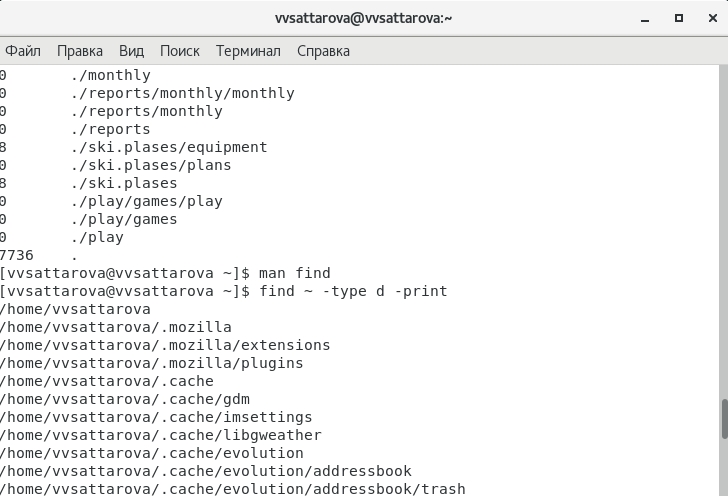 vvsattarova@vvsattarova:~
Файл Правка Вид Поиск Терминал Справка
0 ./monthly
0 ./reports/monthly/monthly
0 ./reports/monthly
0 ./reports
8 ./ski.plases/equipment
0 ./ski.plases/plans
8 ./ski.plases
0 ./play/games/play
0 ./play/games
0 ./play
7736 .
[vvsattarova@vvsattarova ~]$ man find
[vvsattarova@vvsattarova ~]$ find ~ -type d -print
/home/vvsattarova
/home/vvsattarova/.mozilla
/home/vvsattarova/.mozilla/extensions
/home/vvsattarova/.mozilla/plugins
/home/vvsattarova/.cache
/home/vvsattarova/.cache/gdm
/home/vvsattarova/.cache/imsettings
/home/vvsattarova/.cache/libgweather
/home/vvsattarova/.cache/evolution
/home/vvsattarova/.cache/evolution/addressbook
/home/vvsattarova/.cache/evolution/addressbook/trash